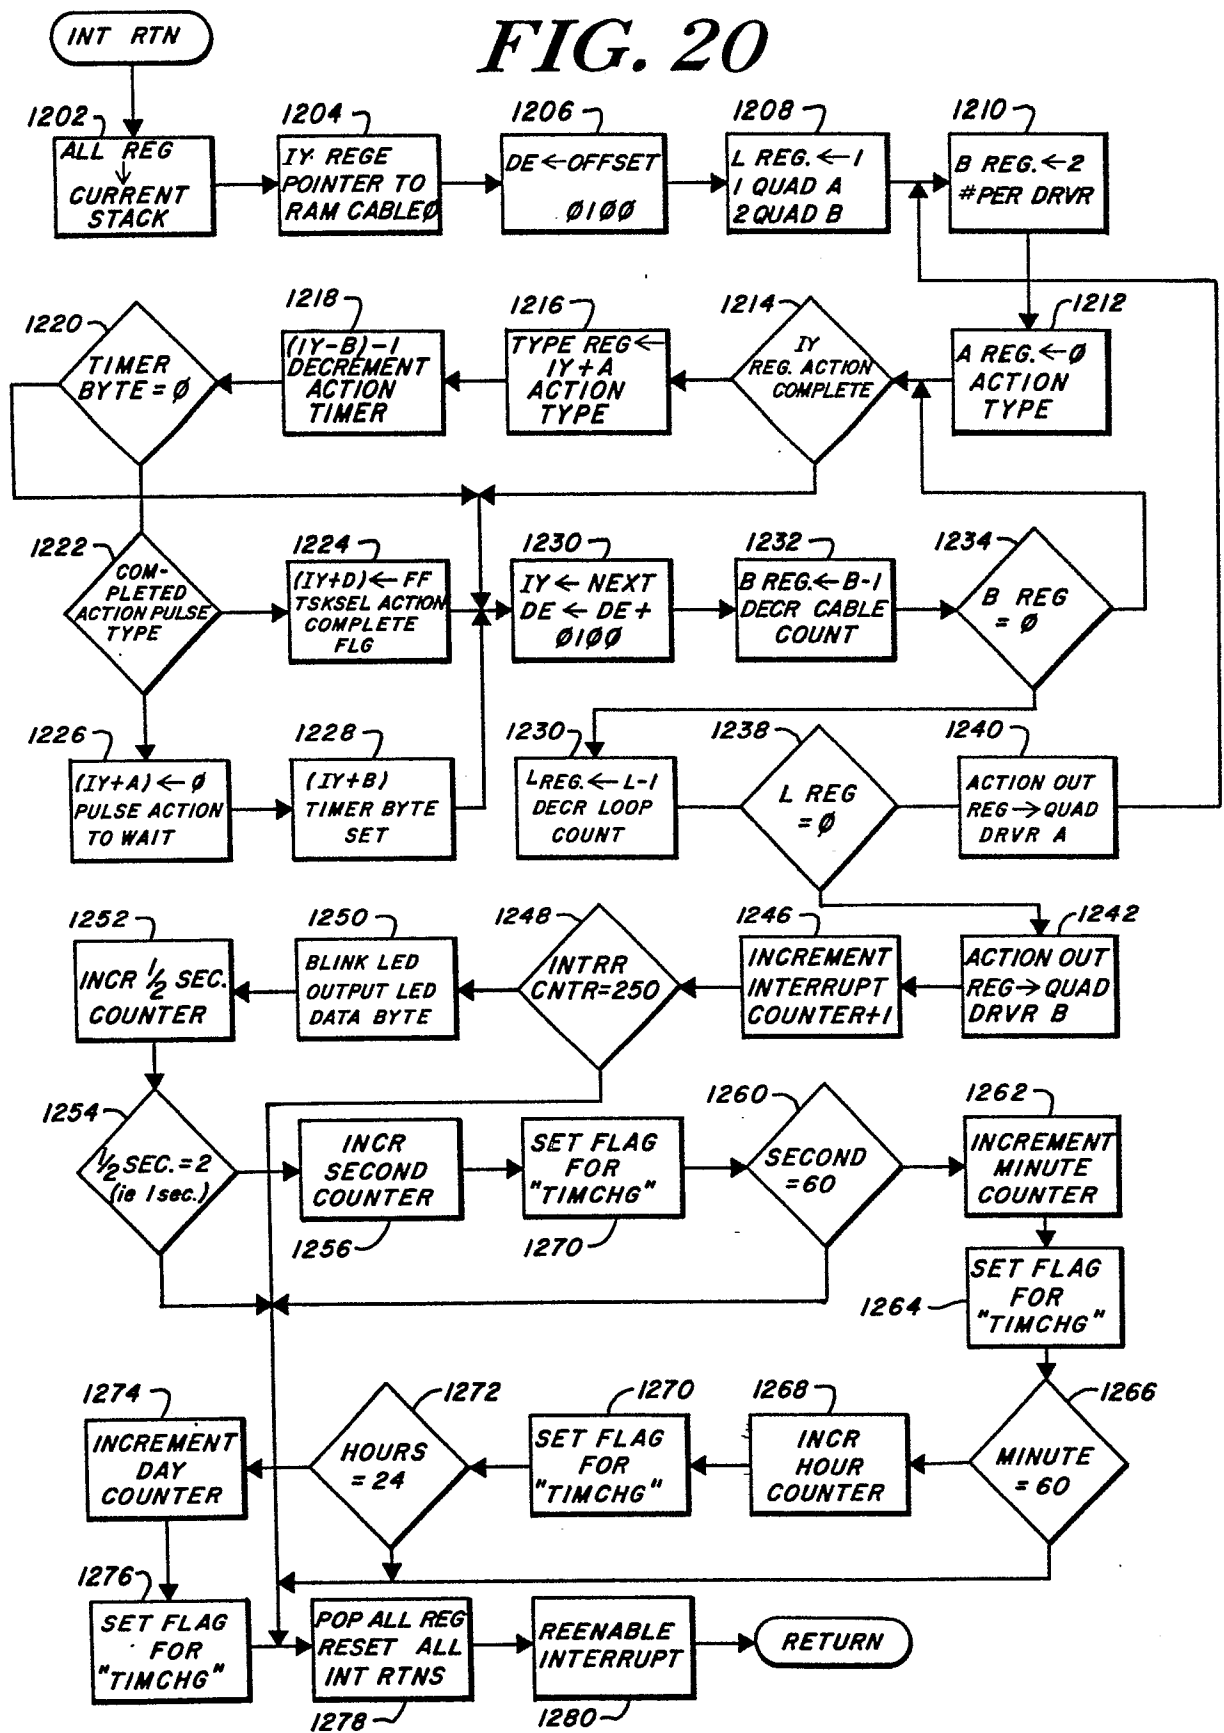 FIG. 20
INT RTN
1202
ALL REG
↓
CURRENT
STACK
1204
IY REGE
POINTER TO
RAM CABLEØ
1206
DE←OFFSET
Ø1ØØ
1208
L REG.←1
1 QUAD A
2 QUAD B
1210
B REG.←2
#PER DRVR
1212
A REG.←Ø
ACTION
TYPE
1214
IY
REG. ACTION
COMPLETE
1216
TYPE REG←
IY+A
ACTION
TYPE
1218
(IY-B)-1
DECREMENT
ACTION
TIMER
1220
TIMER
BYTE=Ø
1222
COM-
PLETED
ACTION PULSE
TYPE
1224
(IY+D)←FF
TSKSEL ACTION
COMPLETE
FLG
1230
IY←NEXT
DE←DE+
Ø1ØØ
1232
B REG.←B-1
DECR CABLE
COUNT
1234
B REG
=Ø
1226
(IY+A)←Ø
PULSE ACTION
TO WAIT
1228
(IY+B)
TIMER BYTE
SET
1230
L REG.←L-1
DECR LOOP
COUNT
1238
L REG
=Ø
1240
ACTION OUT
REG→QUAD
DRVR A
1242
ACTION OUT
REG→QUAD
DRVR B
1246
INCREMENT
INTERRUPT
COUNTER+1
1248
INTRR
CNTR=250
1250
BLINK LED
OUTPUT LED
DATA BYTE
1252
INCR ½ SEC.
COUNTER
1254
½ SEC.=2
(ie 1 sec.)
INCR
SECOND
COUNTER
1256
SET FLAG
FOR
"TIMCHG"
1270
1260
SECOND
=60
1262
INCREMENT
MINUTE
COUNTER
1264
SET FLAG
FOR
"TIMCHG"
1266
MINUTE
=60
1268
INCR
HOUR
COUNTER
1270
SET FLAG
FOR
"TIMCHG"
1272
HOURS
=24
1274
INCREMENT
DAY
COUNTER
1276
SET FLAG
FOR
"TIMCHG"
POP ALL REG
RESET ALL
INT RTNS
1278
REENABLE
INTERRUPT
1280
RETURN